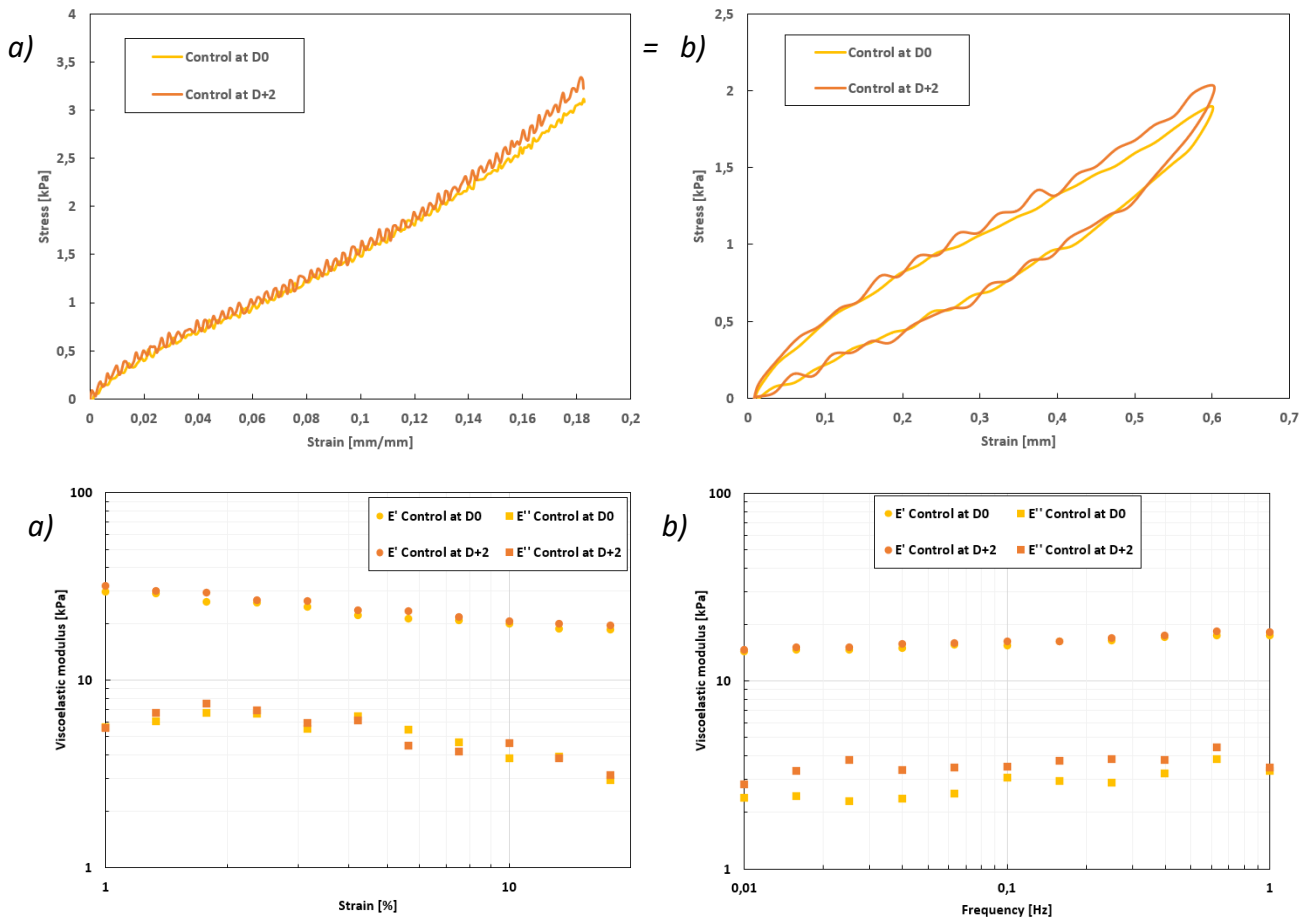 a)
4
3,5
3
2,5
2
1,5
1
0,5
0
Stress [kPa]
Control at D0
Control at D+2
0 0,02 0,04 0,06 0,08 0,1 0,12 0,14 0,16 0,18 0,2
Strain [mm/mm]
= b)
2,5
2
1,5
1
0,5
0
Stress [kPa]
Control at D0
Control at D+2
0,1 0,2 0,3 0,4 0,5 0,6 0,7
Strain [mm]
a)
100
10
1
Viscoelastic modulus [kPa]
E' Control at D0 E'' Control at D0
E' Control at D+2 E'' Control at D+2
1 10
Strain [%]
b)
100
10
1
Viscoelastic modulus [kPa]
E' Control at D0 E'' Control at D0
E' Control at D+2 E'' Control at D+2
0,01 0,1 1
Frequency [Hz]